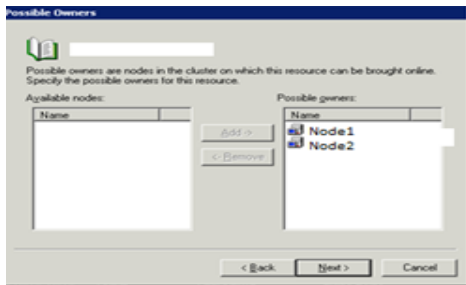 Possible Owners
Possible owners are nodes in the cluster on which this resource can be brought online.
Specify the possible owners for this resource.
Available nodes:
Possible owners:
Name
Name
Add ->
Node1
Node2
<- Remove
< Back
Next >
Cancel